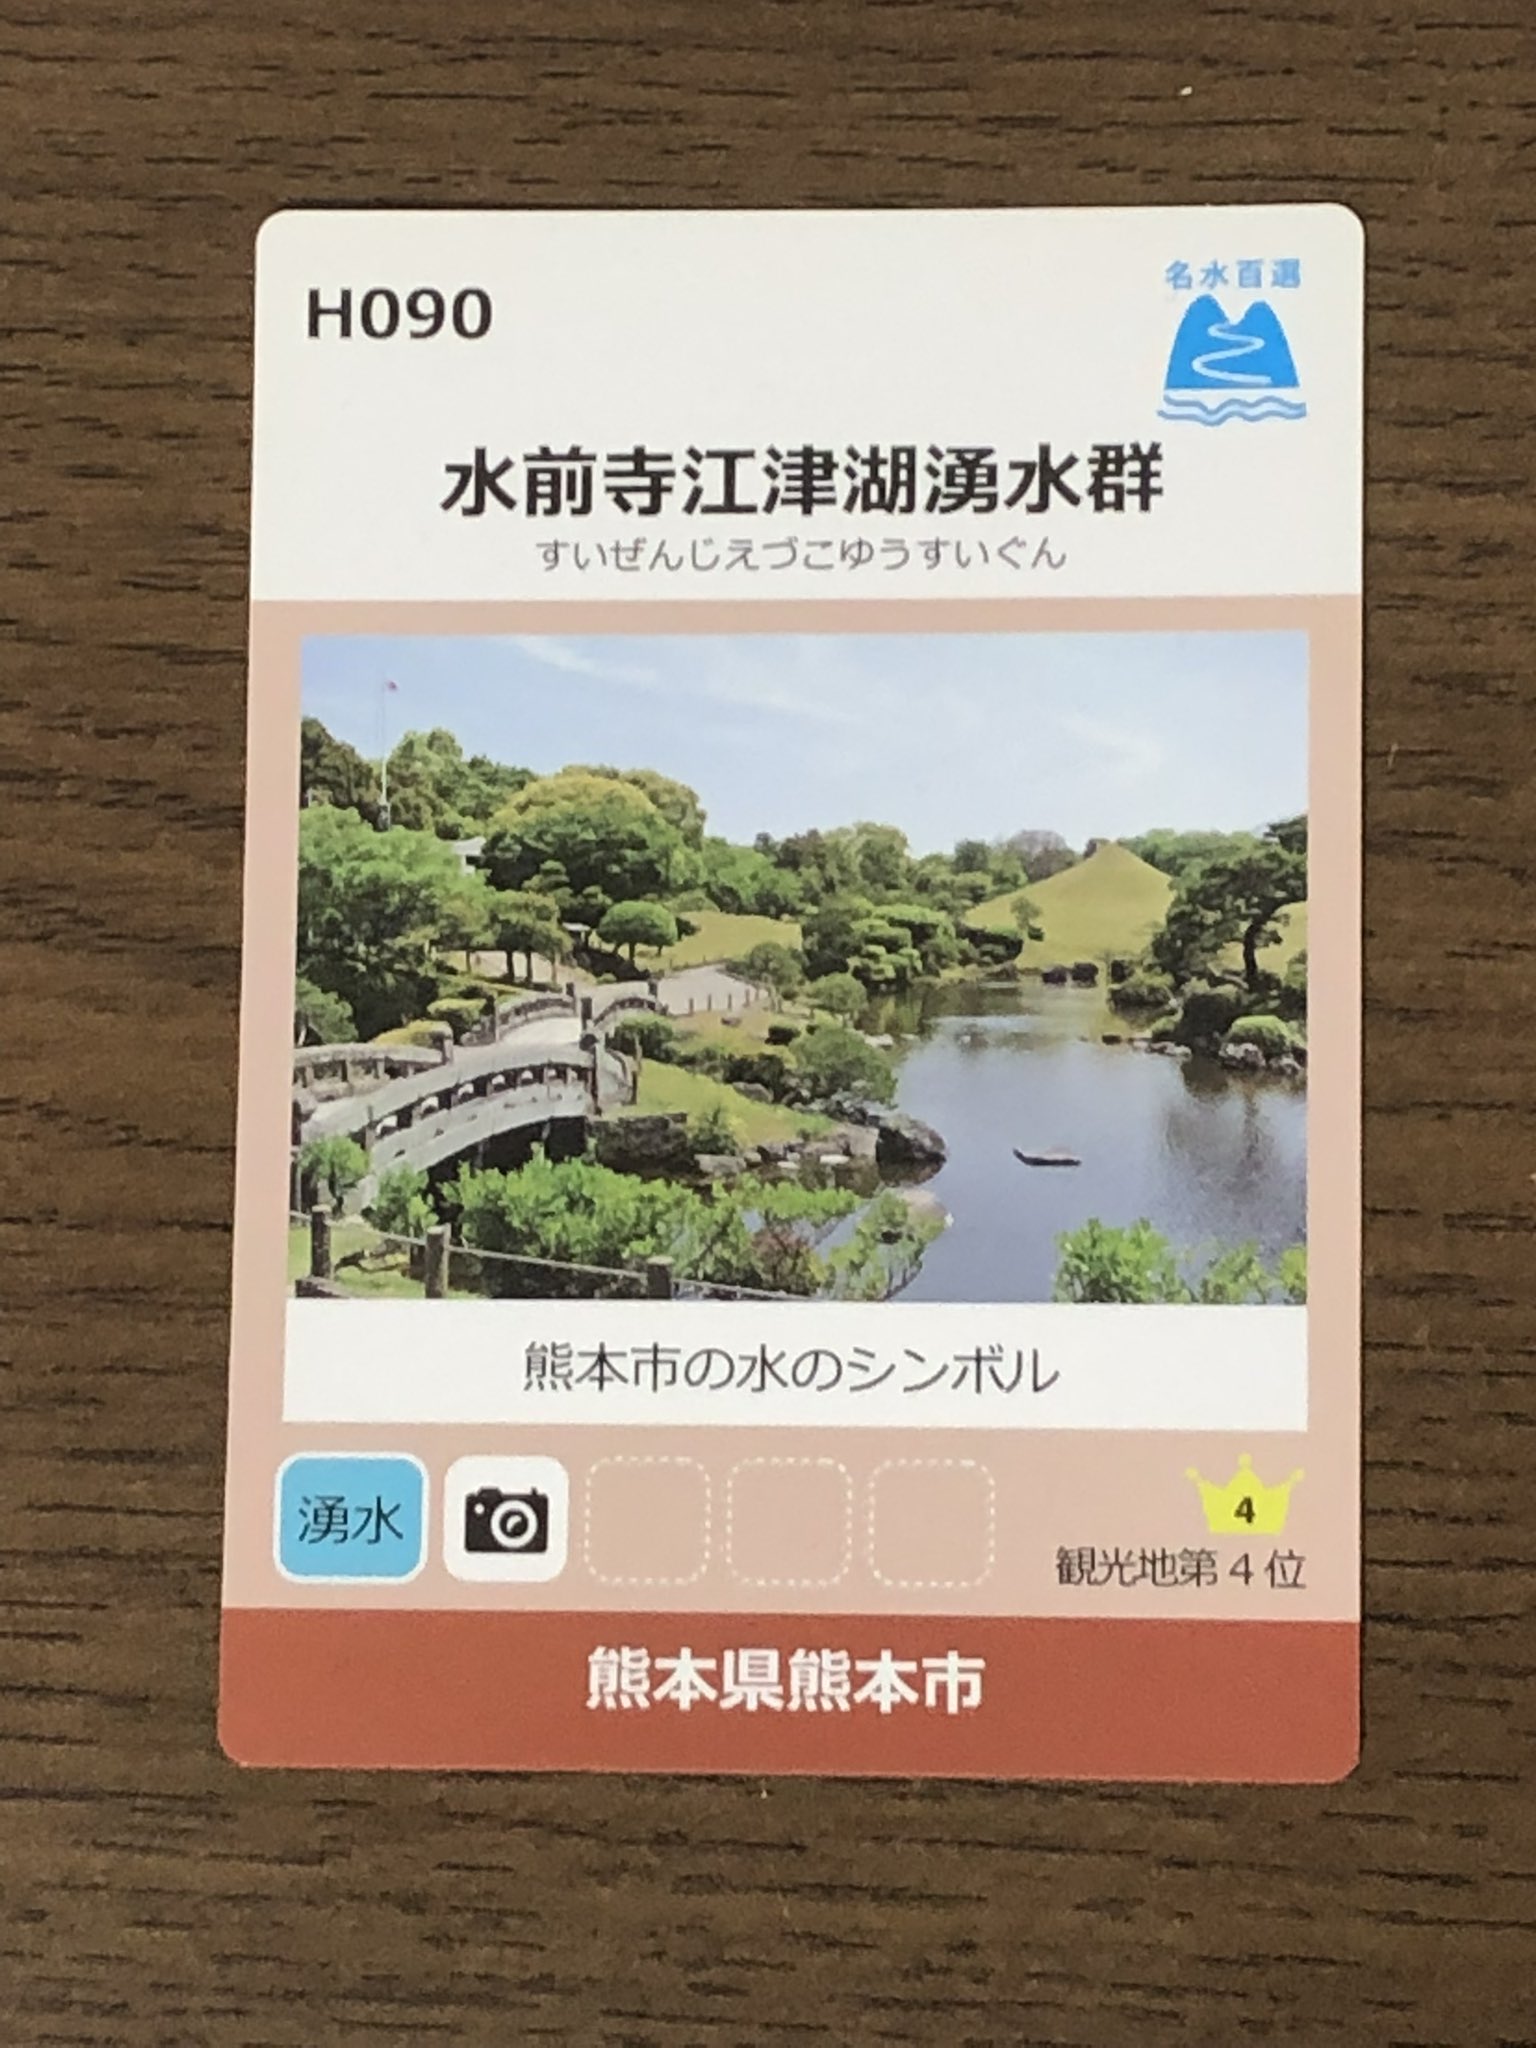 H090
名水百選
水前寺江津湖湧水群
すいぜんじえづこゆうすいぐん
熊本市の水のシンボル
湧水
4
観光地第4位
熊本県熊本市